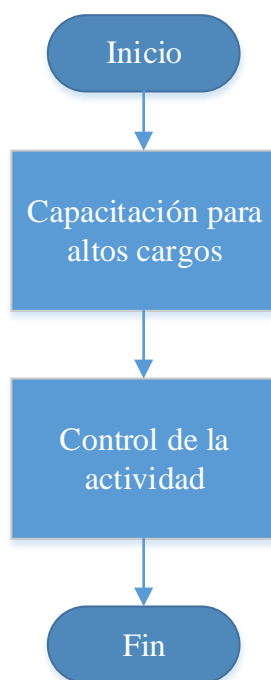 Inicio
Capacitación para
altos cargos
Control de la
actividad
Fin